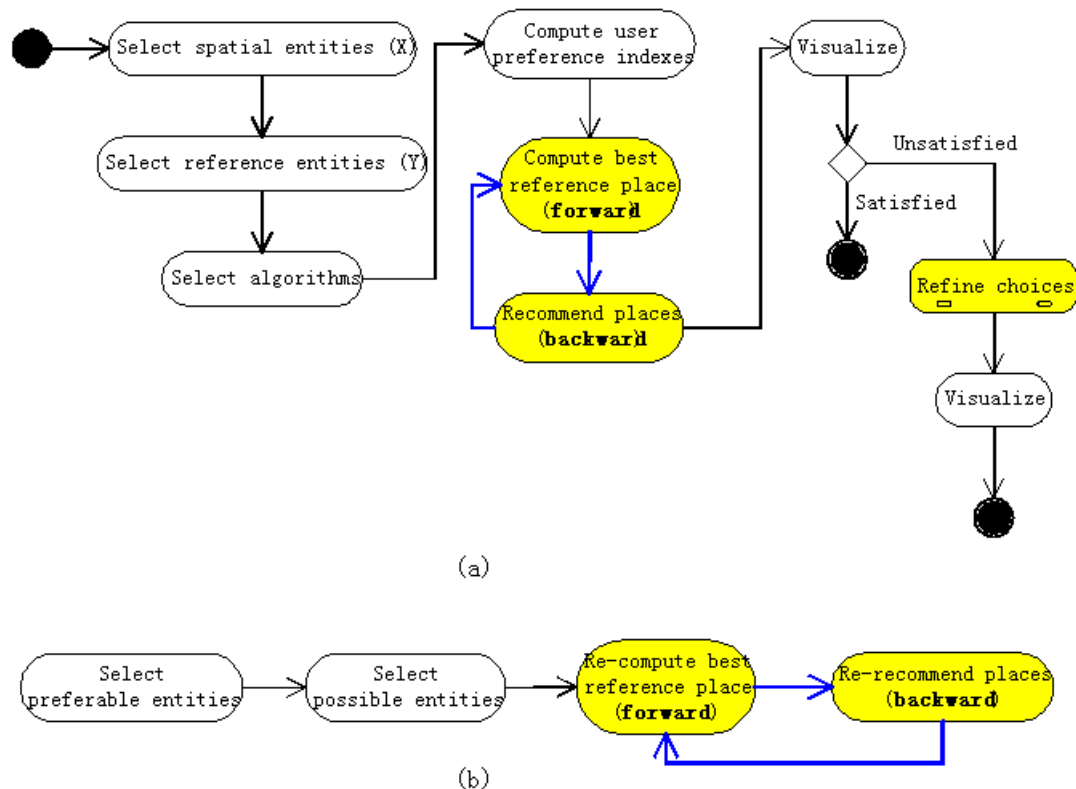 Select spatial entities (X)
Select reference entities (Y)
Select algorithms
Compute user
preference indexes
Compute best
reference place
(forward)
Recommend places
(backward)
Visualize
Unsatisfied
Satisfied
Refine choices
Visualize
(a)
Select
preferable entities
Select
possible entities
Re-compute best
reference place
(forward)
Re-recommend places
(backward)
(b)